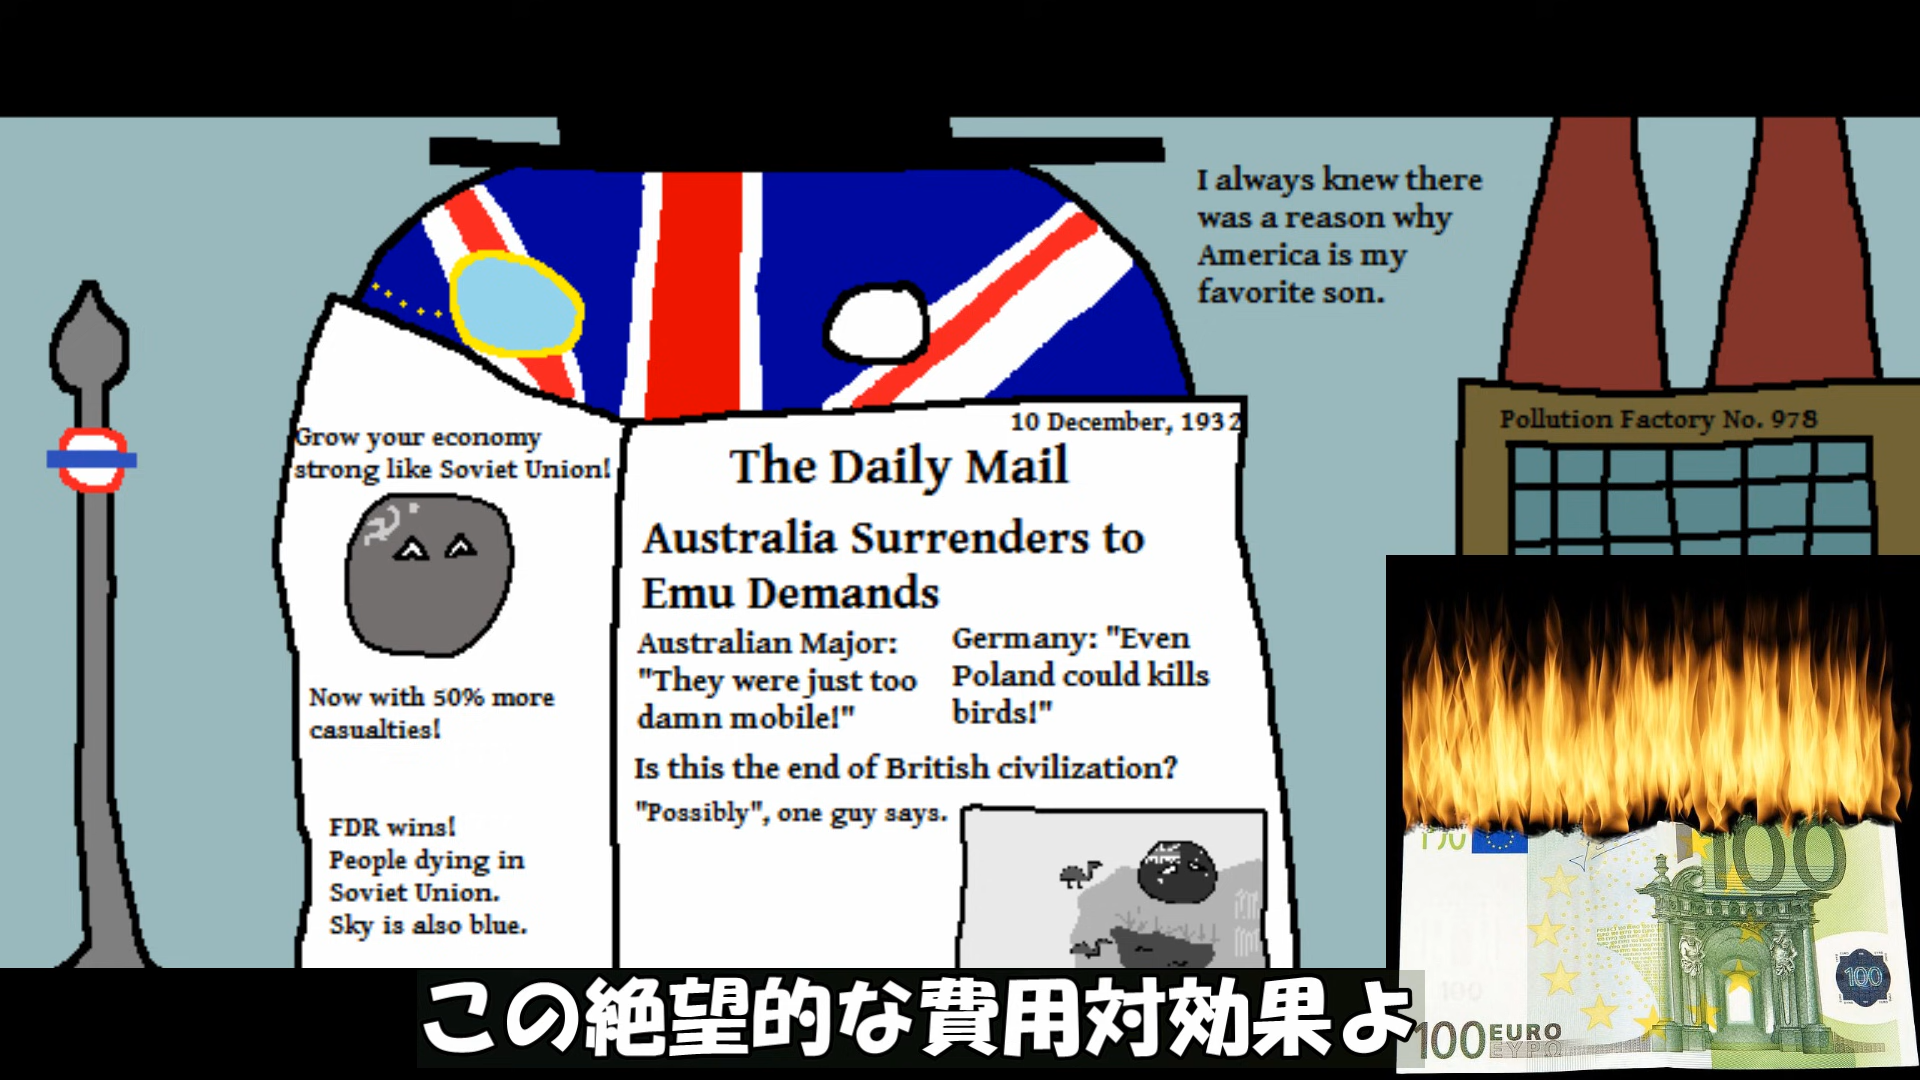 I always knew there
was a reason why
America is my
favorite son.
Pollution Factory No. 978
Grow your economy
strong like Soviet Union!
Now with 50% more
casualties!
FDR wins!
People dying in
Soviet Union.
Sky is also blue.
10 December, 1932
The Daily Mail
Australia Surrenders to
Emu Demands
Australian Major:
"They were just too
damn mobile!"
Germany: "Even
Poland could kills
birds!"
Is this the end of British civilization?
"Possibly", one guy says.
100
100
100EURO
ΕΥΡΩ
この絶望的な費用対効果よ